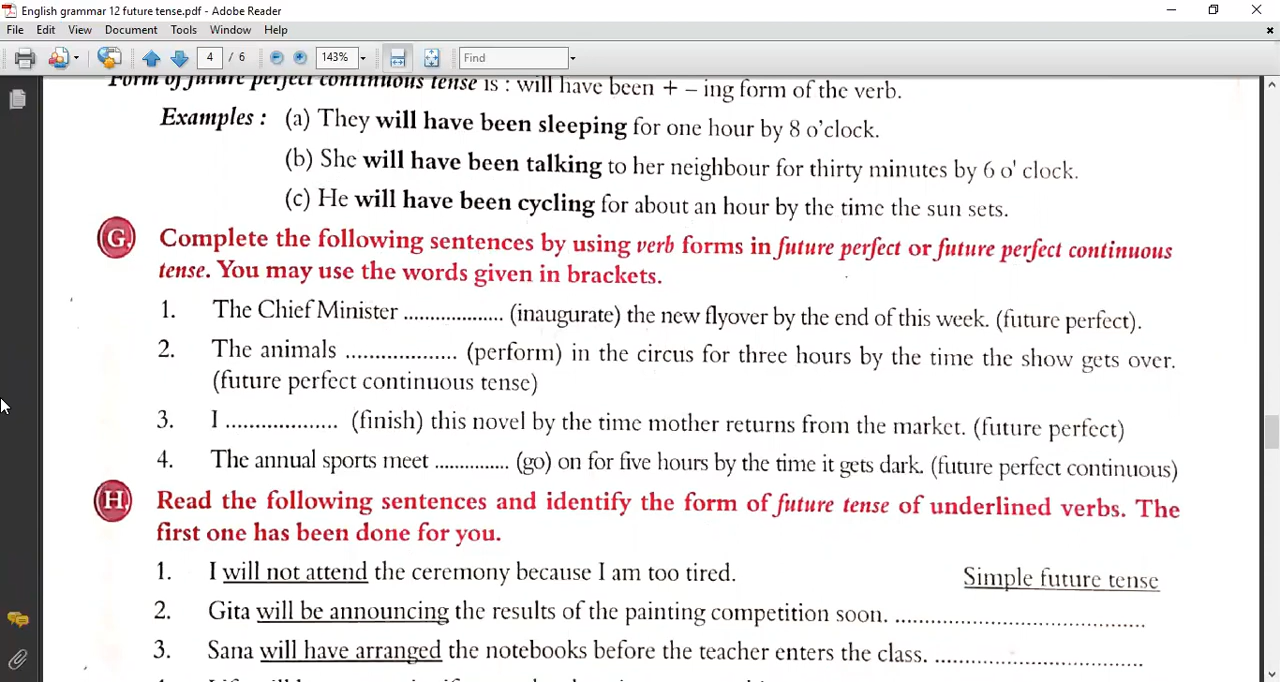 English grammar 12 future tense.pdf - Adobe Reader
File Edit View Document Tools Window Help
4 / 6 143% Find
Form of future perfect continuous tense is : will have been + – ing form of the verb.
Examples : (a) They will have been sleeping for one hour by 8 o'clock.
(b) She will have been talking to her neighbour for thirty minutes by 6 o' clock.
(c) He will have been cycling for about an hour by the time the sun sets.
G. Complete the following sentences by using verb forms in future perfect or future perfect continuous
tense. You may use the words given in brackets.
1. The Chief Minister ................... (inaugurate) the new flyover by the end of this week. (future perfect).
2. The animals ................... (perform) in the circus for three hours by the time the show gets over.
(future perfect continuous tense)
3. I ................... (finish) this novel by the time mother returns from the market. (future perfect)
4. The annual sports meet .............. (go) on for five hours by the time it gets dark. (future perfect continuous)
H Read the following sentences and identify the form of future tense of underlined verbs. The
first one has been done for you.
1. I will not attend the ceremony because I am too tired. Simple future tense
2. Gita will be announcing the results of the painting competition soon. ..........................................
3. Sana will have arranged the notebooks before the teacher enters the class. ...................................